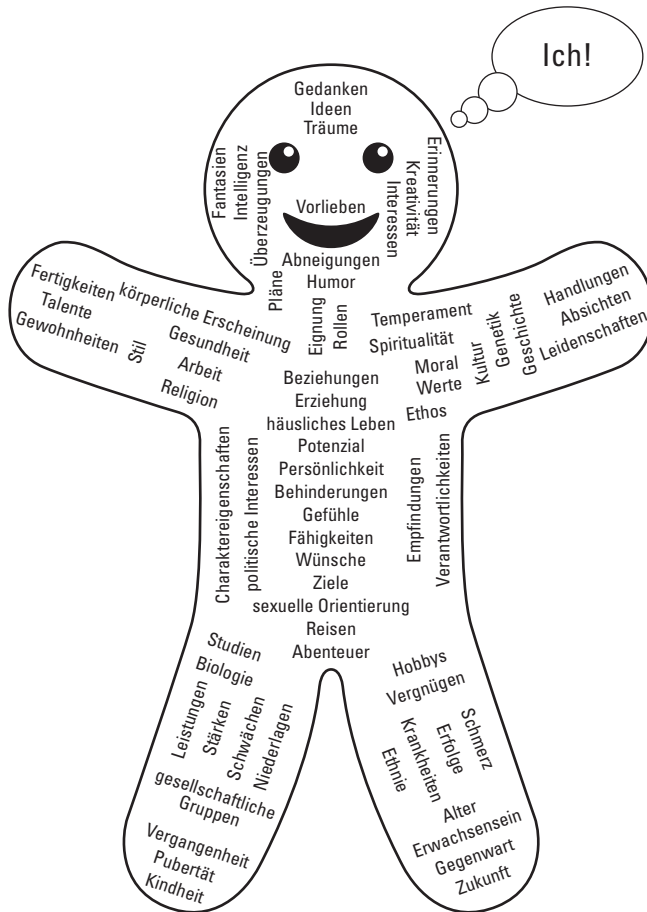 Ich!
Gedanken
Ideen
Träume
Fantasien
Intelligenz
Überzeugungen
Erinnerungen
Kreativität
Interessen
Vorlieben
Abneigungen
Humor
Pläne
Eignung
Rollen
Fertigkeiten
Talente
Gewohnheiten
Stil
körperliche Erscheinung
Gesundheit
Arbeit
Religion
Temperament
Spiritualität
Moral
Werte
Ethos
Kultur
Genetik
Geschichte
Handlungen
Absichten
Leidenschaften
Beziehungen
Erziehung
häusliches Leben
Potenzial
Persönlichkeit
Behinderungen
Gefühle
Fähigkeiten
Wünsche
Ziele
sexuelle Orientierung
Reisen
Abenteuer
Charaktereigenschaften
politische Interessen
Empfindungen
Verantwortlichkeiten
Studien
Biologie
Leistungen
Stärken
Schwächen
Niederlagen
gesellschaftliche
Gruppen
Vergangenheit
Pubertät
Kindheit
Hobbys
Vergnügen
Ethnie
Krankheiten
Erfolge
Schmerz
Alter
Erwachsensein
Gegenwart
Zukunft